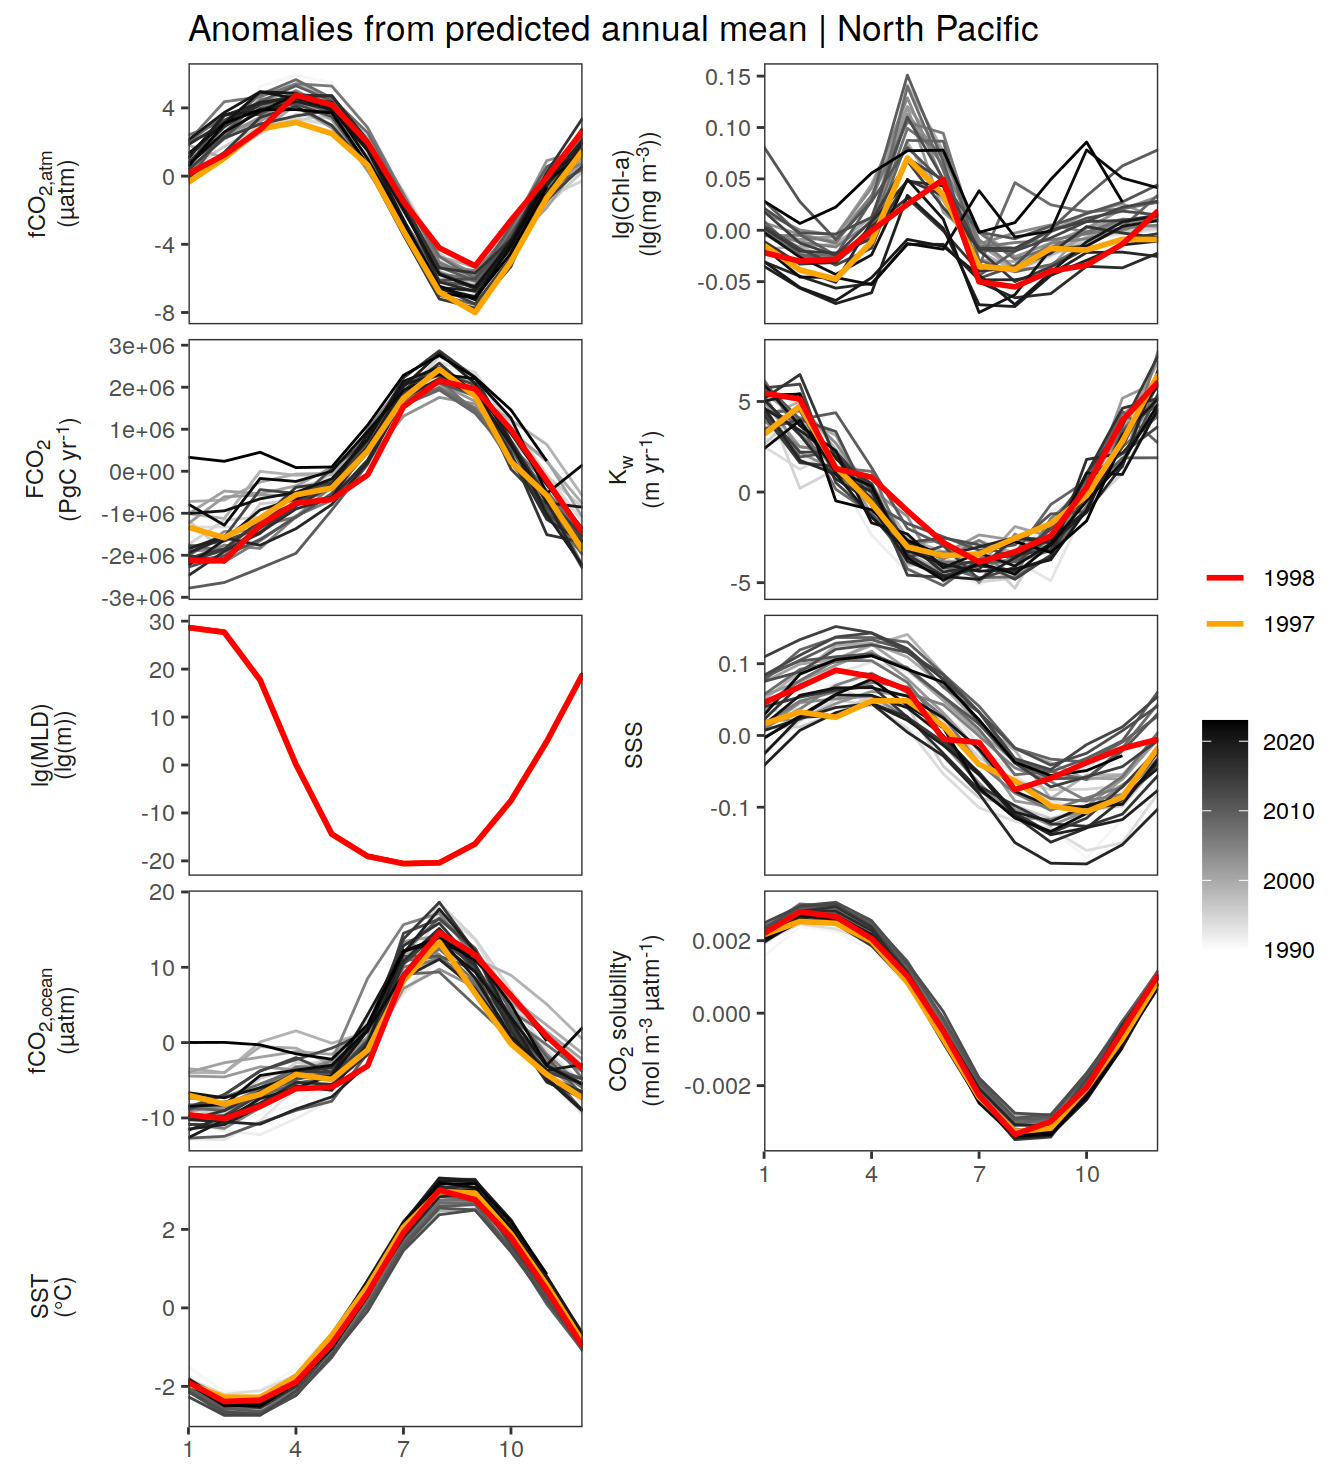 Anomalies from predicted annual mean | North Pacific
fCO2,atm
(µatm)
4
0
-4
-8
lg(Chl-a)
(lg(mg m-3))
0.15
0.10
0.05
0.00
-0.05
FCO2
(PgC yr-1)
3e+06
2e+06
1e+06
0e+00
-1e+06
-2e+06
-3e+06
Kw
(m yr-1)
5
0
-5
lg(MLD)
(lg(m))
30
20
10
0
-10
-20
SSS
0.1
0.0
-0.1
fCO2,ocean
(µatm)
20
10
0
-10
CO2 solubility
(mol m-3 µatm-1)
0.002
0.000
-0.002
1 4 7 10
SST
(°C)
2
0
-2
1 4 7 10
1998
1997
2020
2010
2000
1990